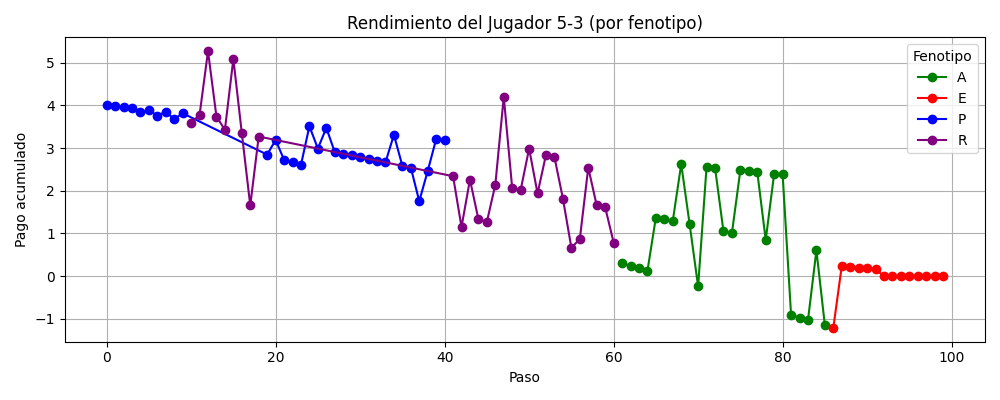 Rendimiento del Jugador 5-3 (por fenotipo)
Pago acumulado
5
4
3
2
1
0
−1
0
20
40
60
80
100
Paso
Fenotipo
A
E
P
R